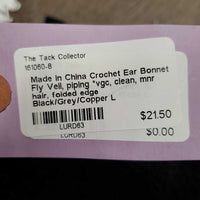 The Tack Collector
161060-8
Made in China Crochet Ear Bonnet
Fly Veil, piping *vgc, clean, mnr
hair, folded edge
Black/Grey/Copper L
$21.50
LURD63
LURD63
$0.00